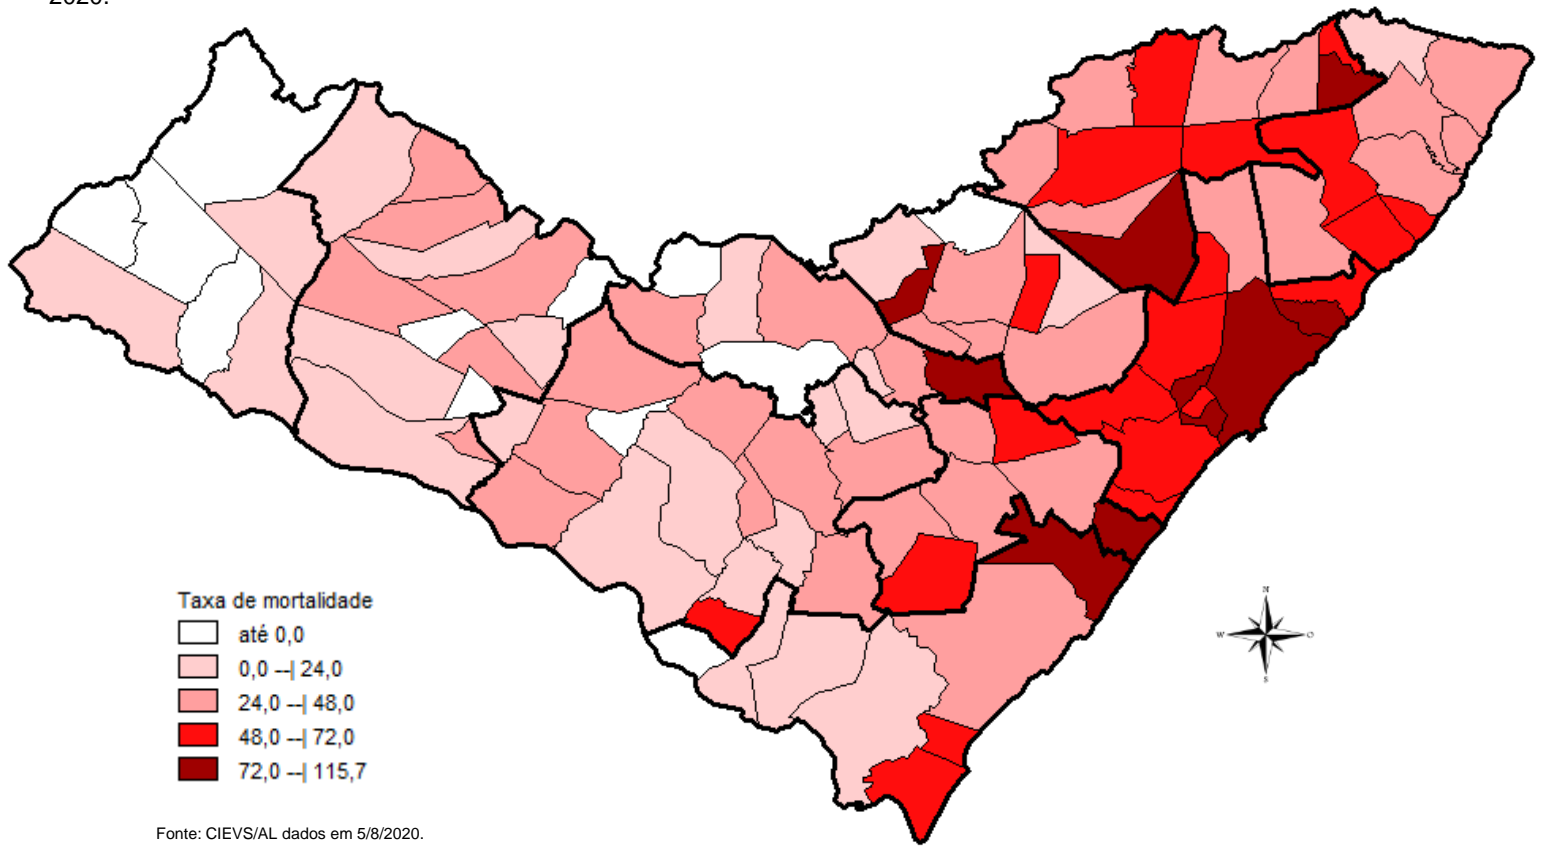 2020.
Taxa de mortalidade
até 0,0
0,0 --| 24,0
24,0 --| 48,0
48,0 --| 72,0
72,0 --| 115,7
N
W O
S
Fonte: CIEVS/AL dados em 5/8/2020.